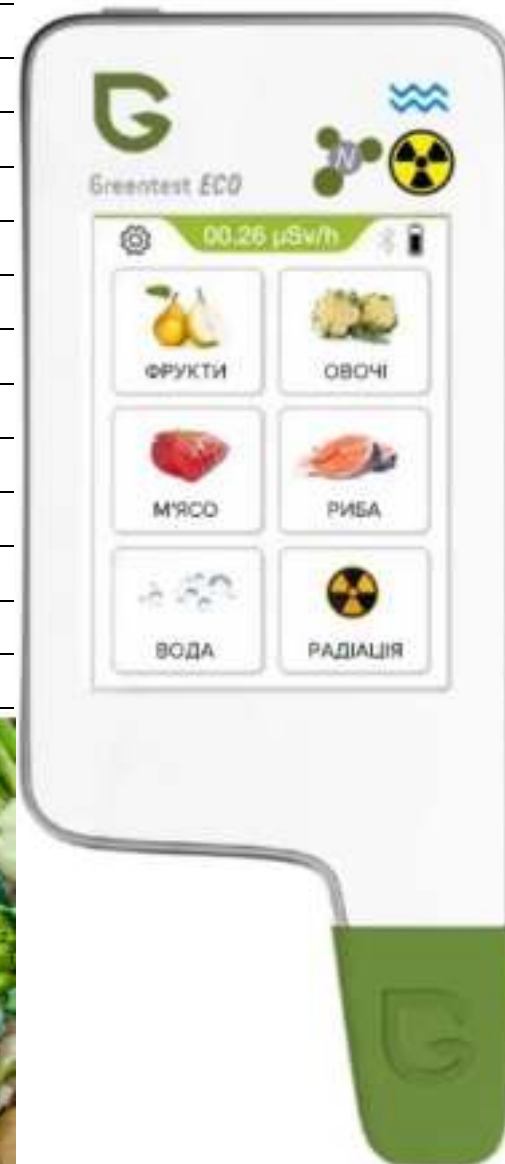 Greentest ECO
N
00.26 µSv/h
ФРУКТИ
ОВОЧІ
М'ЯСО
РИБА
ВОДА
РАДІАЦІЯ